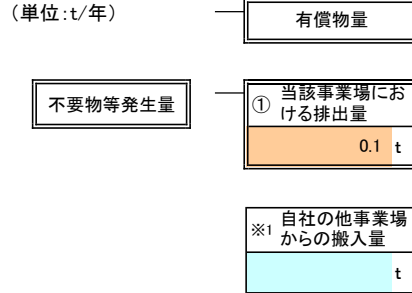 (単位:t/年)
有償物量
不要物等発生量
① 当該事業場にお
ける排出量
0.1 t
※1 自社の他事業場
からの搬入量
t